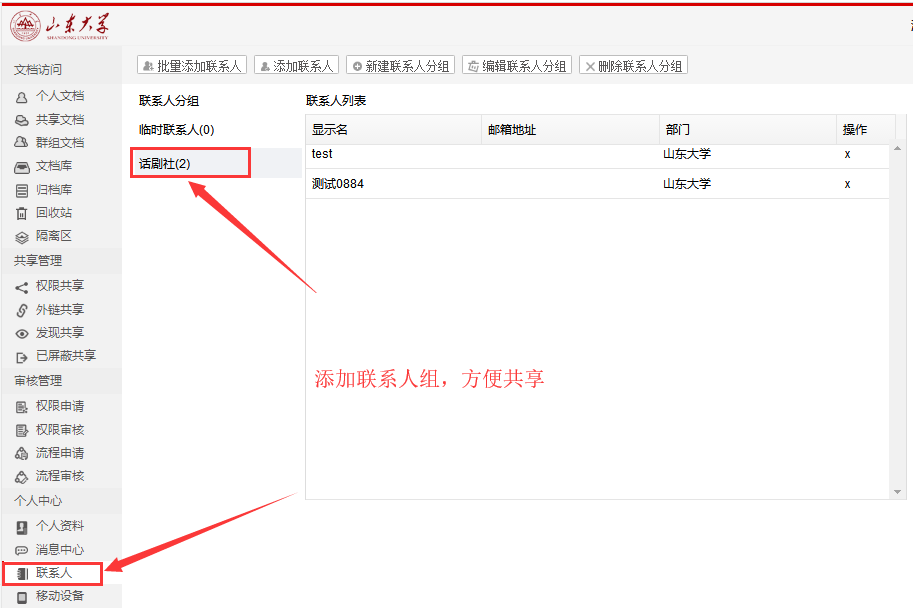 山东大学
SHANDONG UNIVERSITY
文档访问
个人文档
共享文档
群组文档
文档库
归档库
回收站
隔离区
共享管理
权限共享
外链共享
发现共享
已屏蔽共享
审核管理
权限申请
权限审核
流程申请
流程审核
个人中心
个人资料
消息中心
联系人
移动设备
批量添加联系人 添加联系人 新建联系人分组 编辑联系人分组 删除联系人分组
联系人分组
临时联系人(0)
话剧社(2)
联系人列表
显示名 邮箱地址 部门 操作
test 山东大学 x
测试0884 山东大学 x
添加联系人组，方便共享